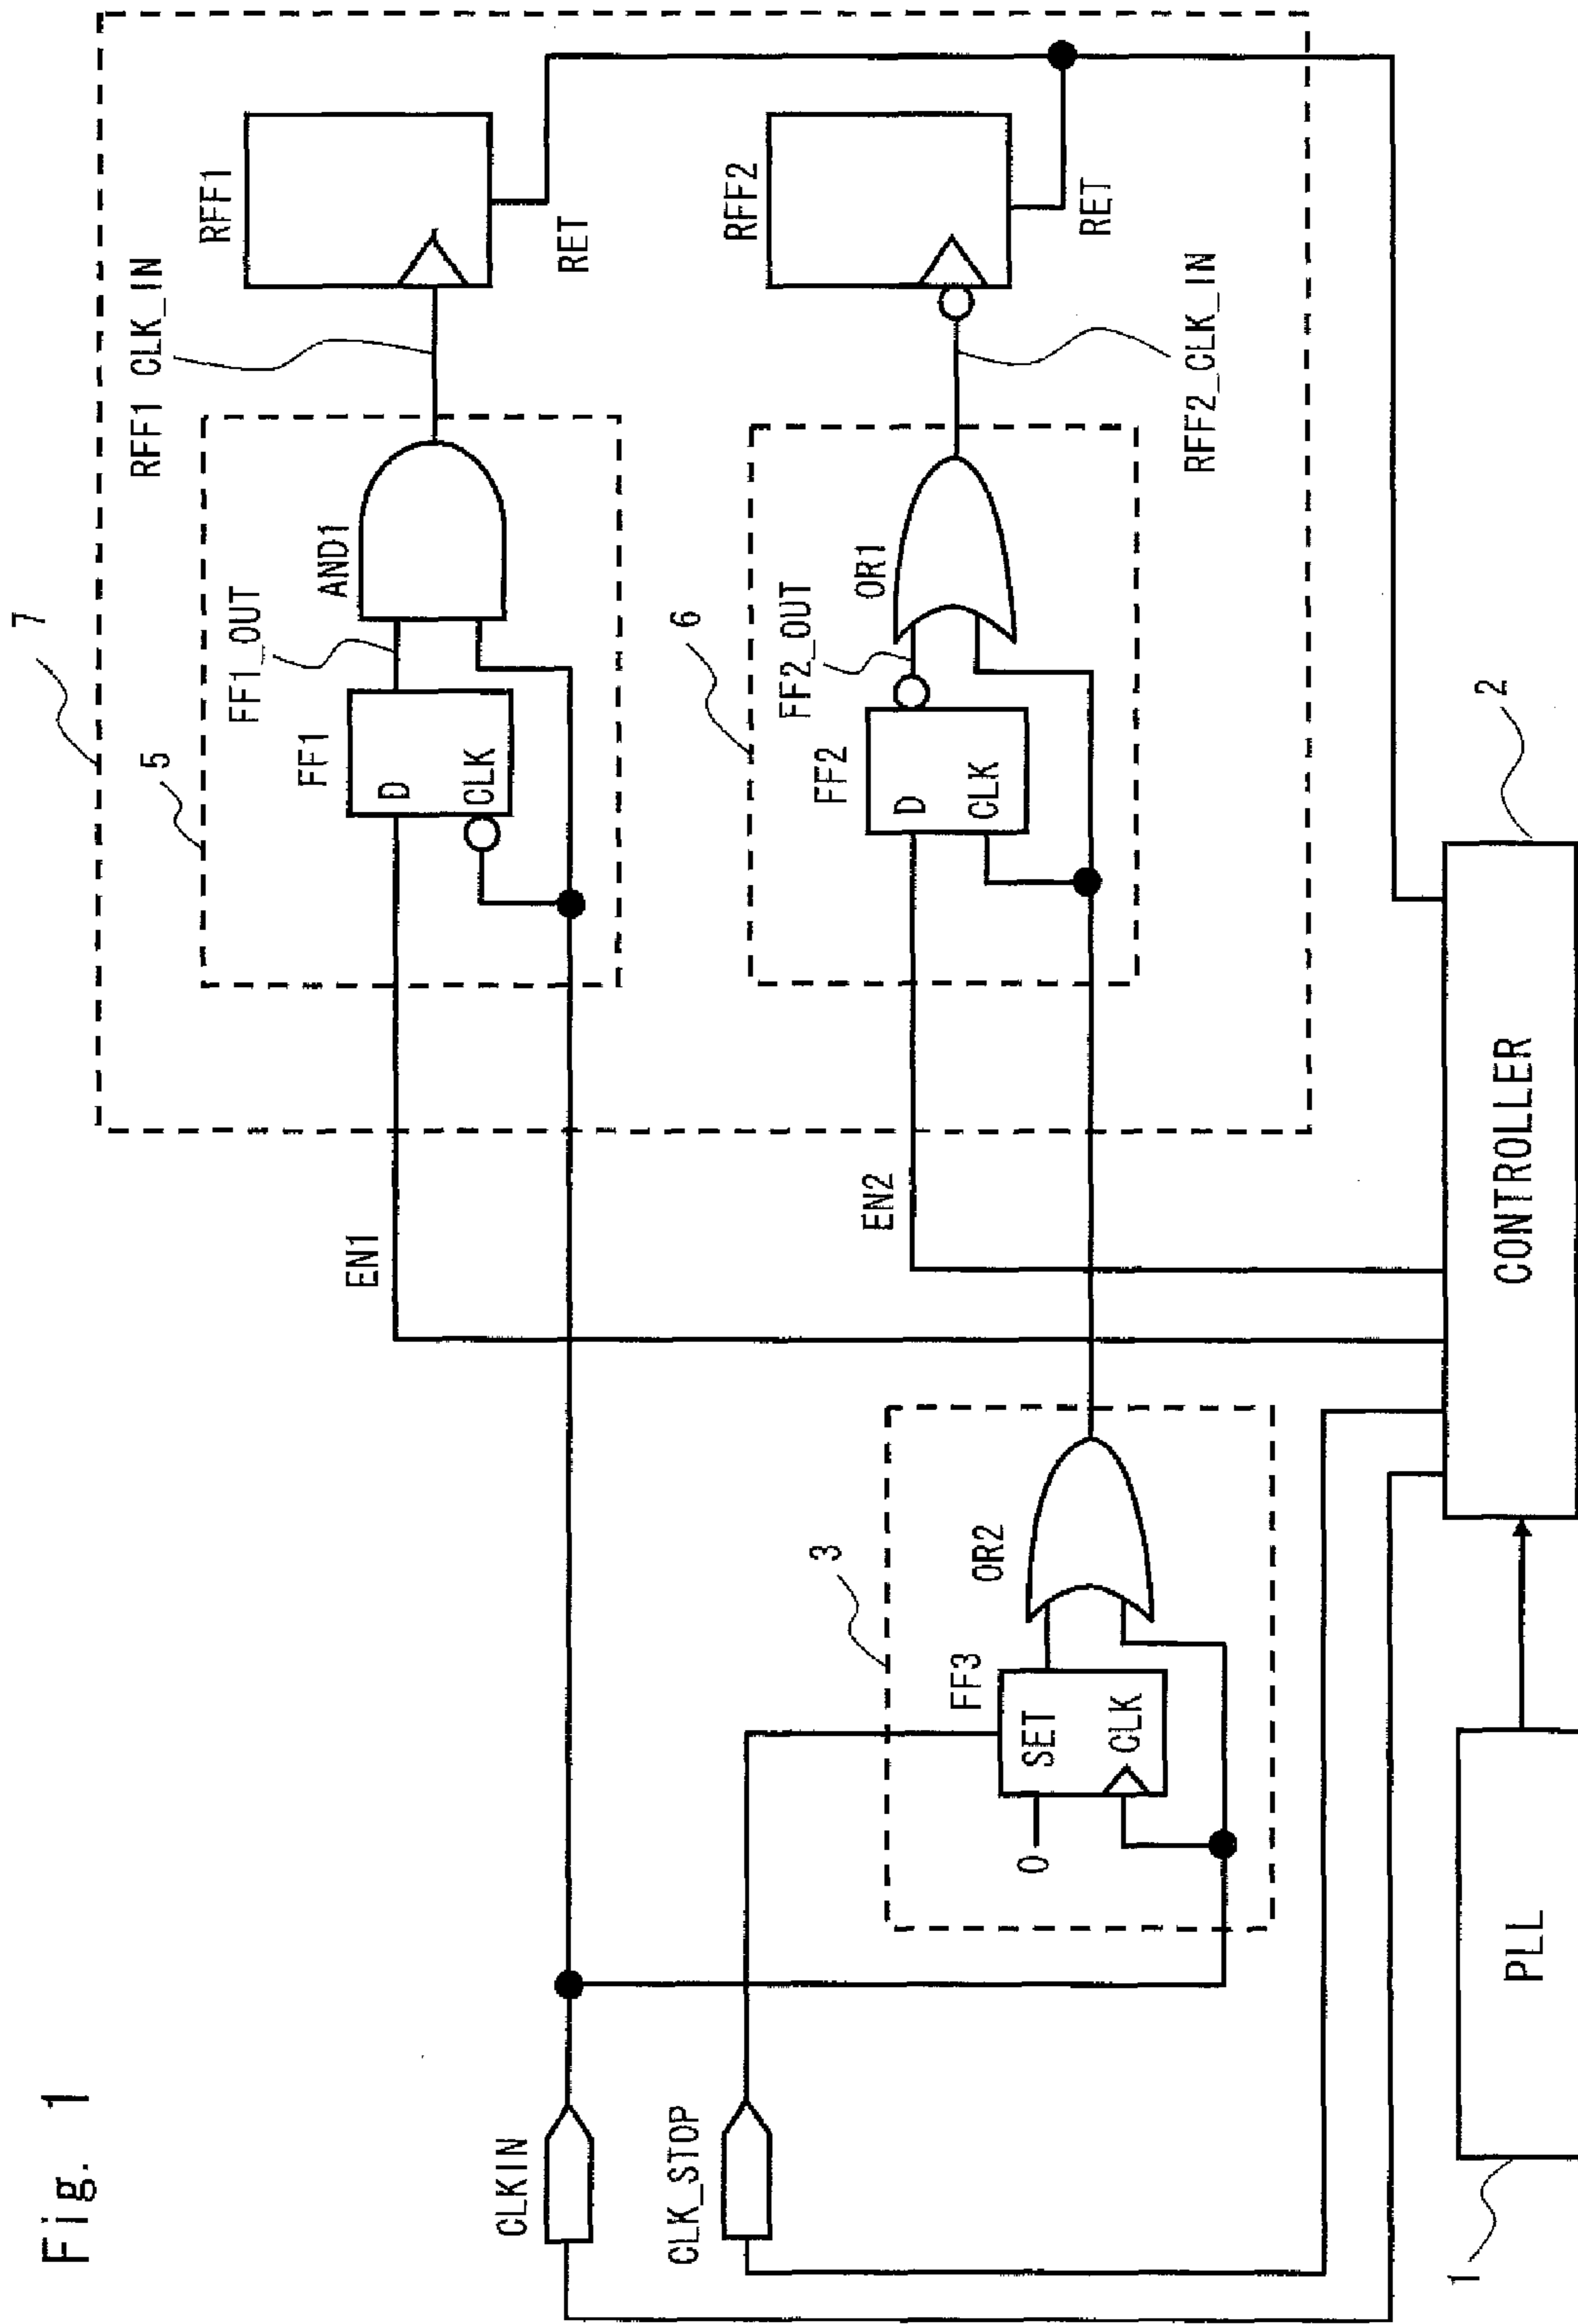 Fig. 1
7
5
RFF1 CLK_IN
RFF1
AND1
FF1_OUT
FF1
D
CLK
RET
EN1
CLKIN
6
OR1
FF2_OUT
FF2
D
CLK
RFF2
RET
RFF2_CLK_IN
EN2
CLK_STOP
3
OR2
FF3
SET
CLK
0
2
CONTROLLER
PLL
1